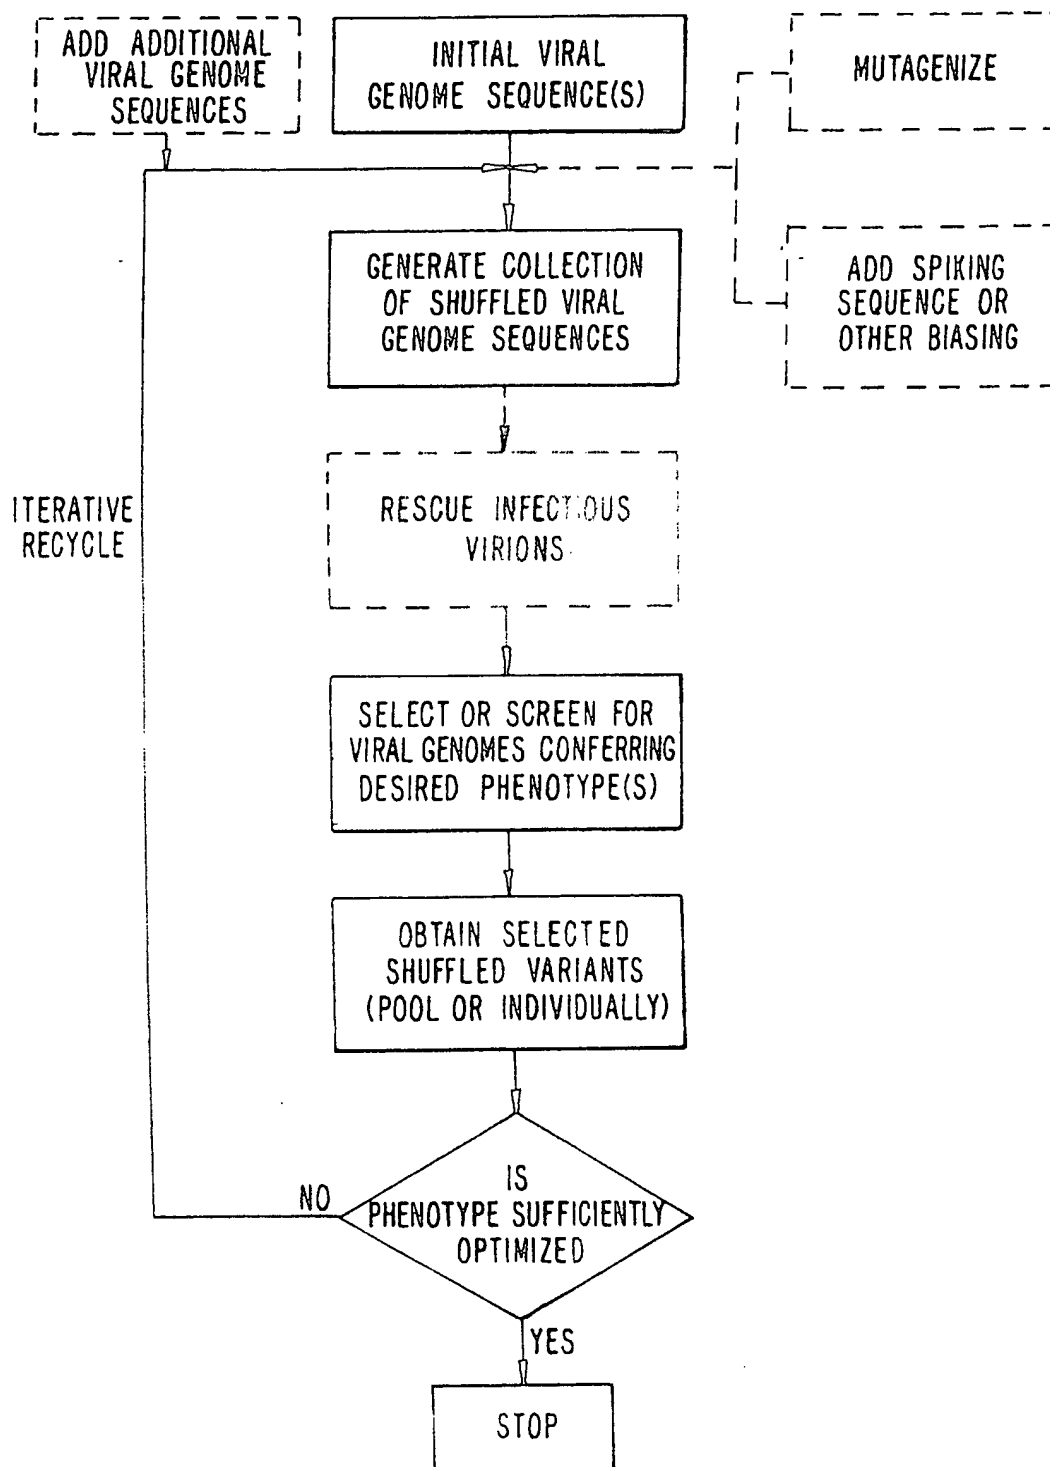 ADD ADDITIONAL
VIRAL GENOME
SEQUENCES
INITIAL VIRAL
GENOME SEQUENCE(S)
MUTAGENIZE
GENERATE COLLECTION
OF SHUFFLED VIRAL
GENOME SEQUENCES
ADD SPIKING
SEQUENCE OR
OTHER BIASING
ITERATIVE
RECYCLE
RESCUE INFECTIOUS
VIRIONS
SELECT OR SCREEN FOR
VIRAL GENOMES CONFERRING
DESIRED PHENOTYPE(S)
OBTAIN SELECTED
SHUFFLED VARIANTS
(POOL OR INDIVIDUALLY)
NO
IS
PHENOTYPE SUFFICIENTLY
OPTIMIZED
YES
STOP